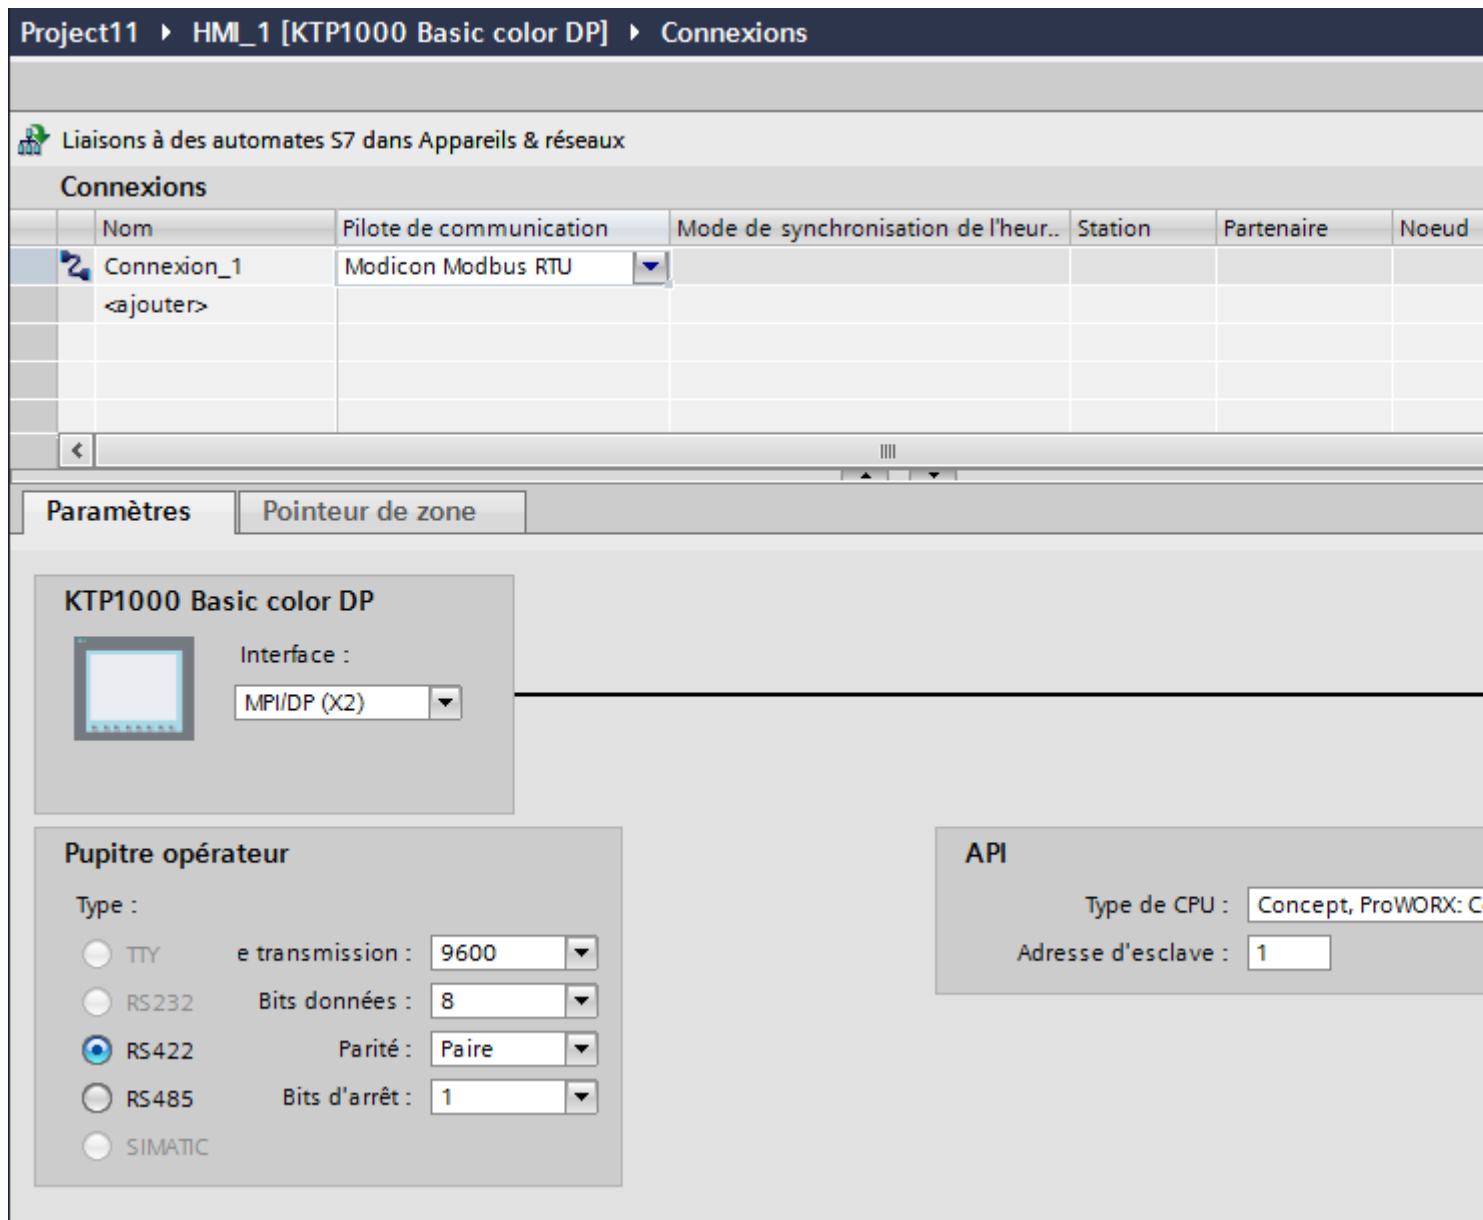 Project11 ▸ HMI_1 [KTP1000 Basic color DP] ▸ Connexions
Liaisons à des automates S7 dans Appareils & réseaux
Connexions
Nom Pilote de communication Mode de synchronisation de l'heur.. Station Partenaire Noeud
Connexion_1 Modicon Modbus RTU
<ajouter>
Paramètres Pointeur de zone
KTP1000 Basic color DP
Interface :
MPI/DP (X2)
Pupitre opérateur
Type :
TTY e transmission : 9600
RS232 Bits données : 8
RS422 Parité : Paire
RS485 Bits d'arrêt : 1
SIMATIC
API
Type de CPU : Concept, ProWORX: C
Adresse d'esclave : 1